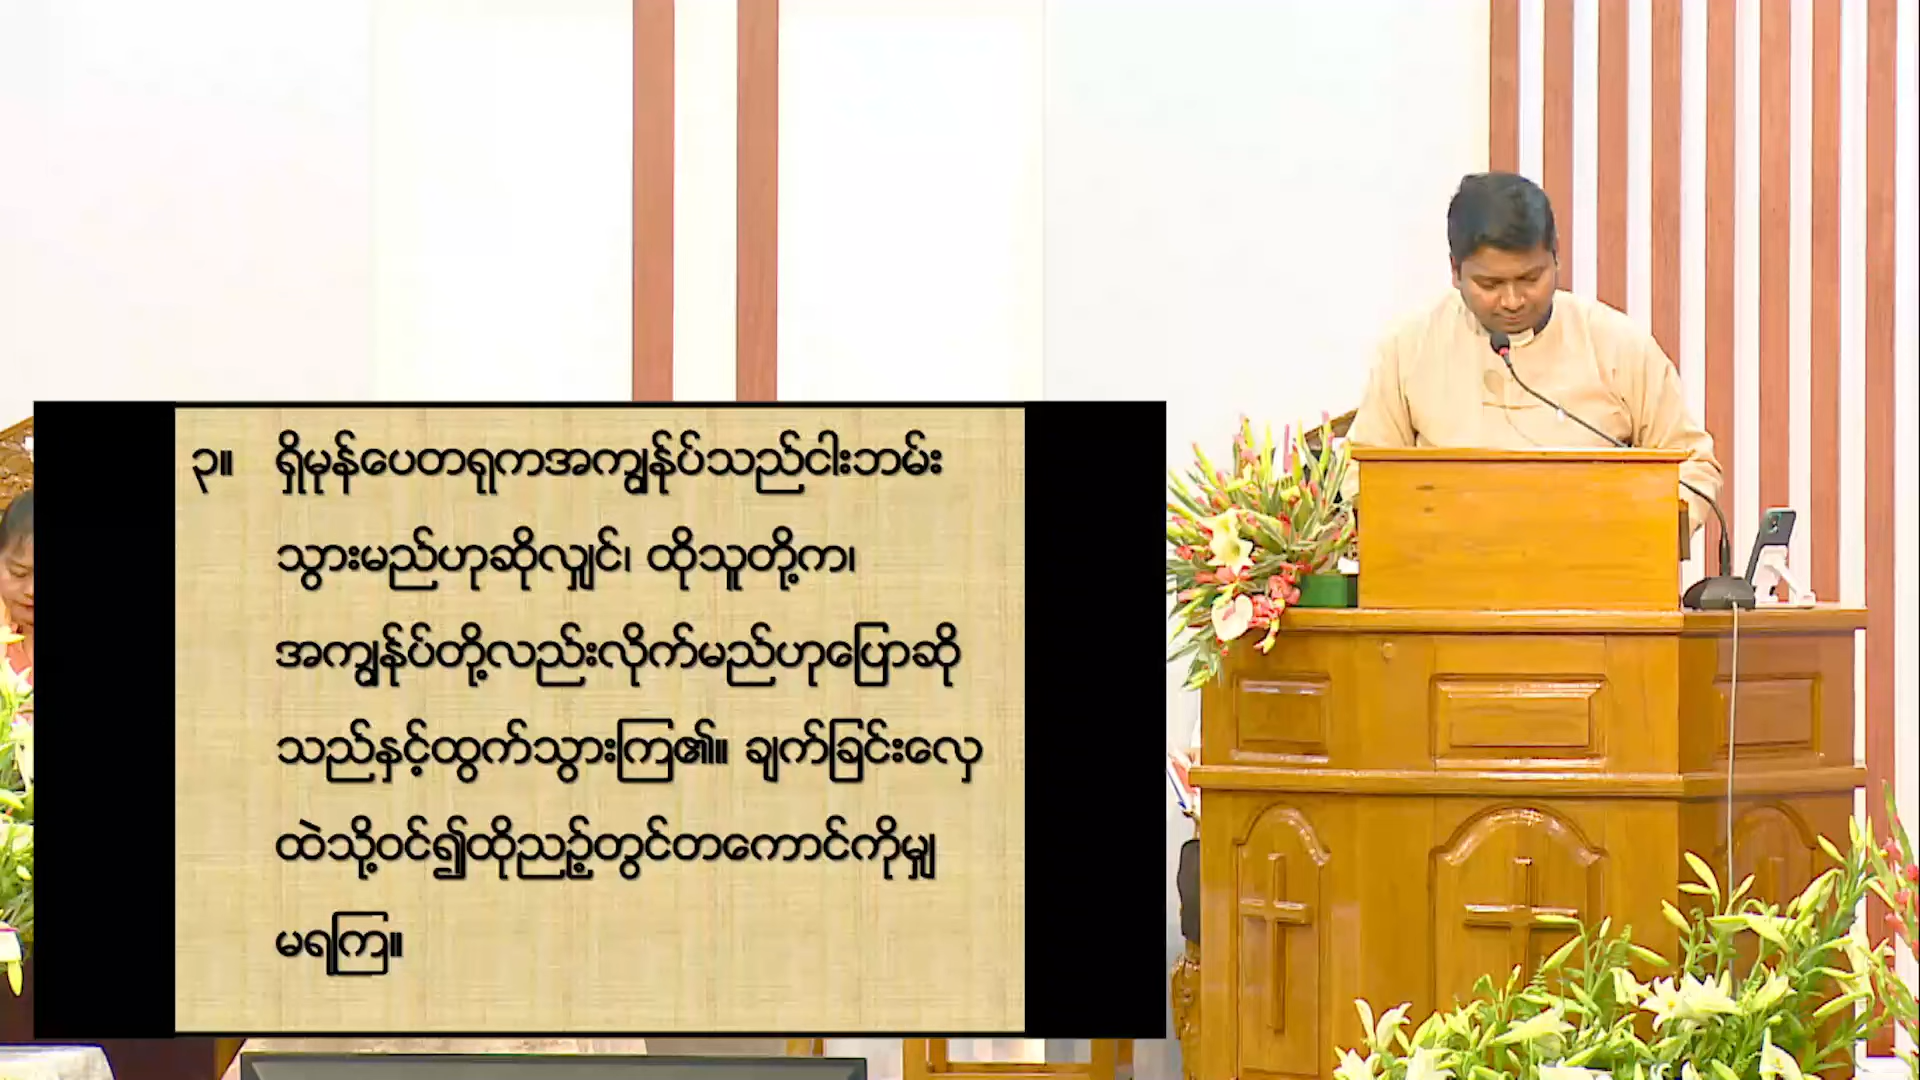 ၃။ ရှိမုန်ပေတရုကအကျွန်ုပ်သည်ငါးဘမ်း
သွားမည်ဟုဆိုလျှင်၊ ထိုသူတို့က၊
အကျွန်ုပ်တို့လည်းလိုက်မည်ဟုပြောဆို
သည်နှင့်ထွက်သွားကြ၏။ ချက်ခြင်းလှေ
ထဲသို့ဝင်၍ထိုညဉ့်တွင်တကောင်ကိုမျှ
မရကြ။